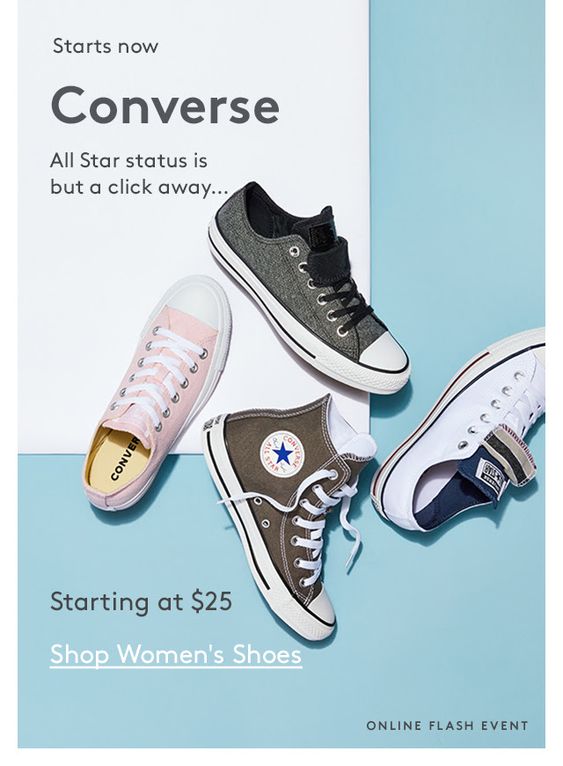 Starts now
Converse
All Star status is
but a click away...
CONVERSE
ALL STAR
CONVER
Starting at $25
Shop Women's Shoes
ONLINE FLASH EVENT